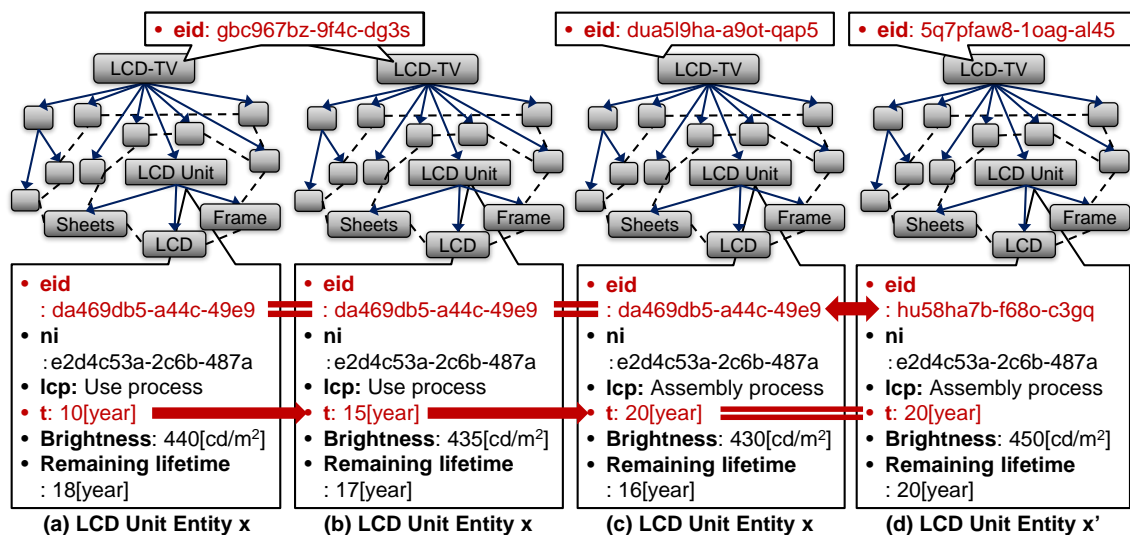 • eid: gbc967bz-9f4c-dg3s
• eid: dua5l9ha-a9ot-qap5
• eid: 5q7pfaw8-1oag-al45
LCD-TV
LCD-TV
LCD-TV
LCD-TV
LCD Unit
LCD Unit
LCD Unit
LCD Unit
Sheets
Frame
Sheets
Frame
Sheets
Frame
Sheets
Frame
LCD
LCD
LCD
LCD
• eid
: da469db5-a44c-49e9
• ni
: e2d4c53a-2c6b-487a
• lcp: Use process
• t: 10[year]
• Brightness: 440[cd/m2]
• Remaining lifetime
: 18[year]
(a) LCD Unit Entity x
• eid
: da469db5-a44c-49e9
• ni
: e2d4c53a-2c6b-487a
• lcp: Use process
• t: 15[year]
• Brightness: 435[cd/m2]
• Remaining lifetime
: 17[year]
(b) LCD Unit Entity x
• eid
: da469db5-a44c-49e9
• ni
: e2d4c53a-2c6b-487a
• lcp: Assembly process
• t: 20[year]
• Brightness: 430[cd/m2]
• Remaining lifetime
: 16[year]
(c) LCD Unit Entity x
• eid
: hu58ha7b-f68o-c3gq
• ni
: e2d4c53a-2c6b-487a
• lcp: Assembly process
• t: 20[year]
• Brightness: 450[cd/m2]
• Remaining lifetime
: 20[year]
(d) LCD Unit Entity x'